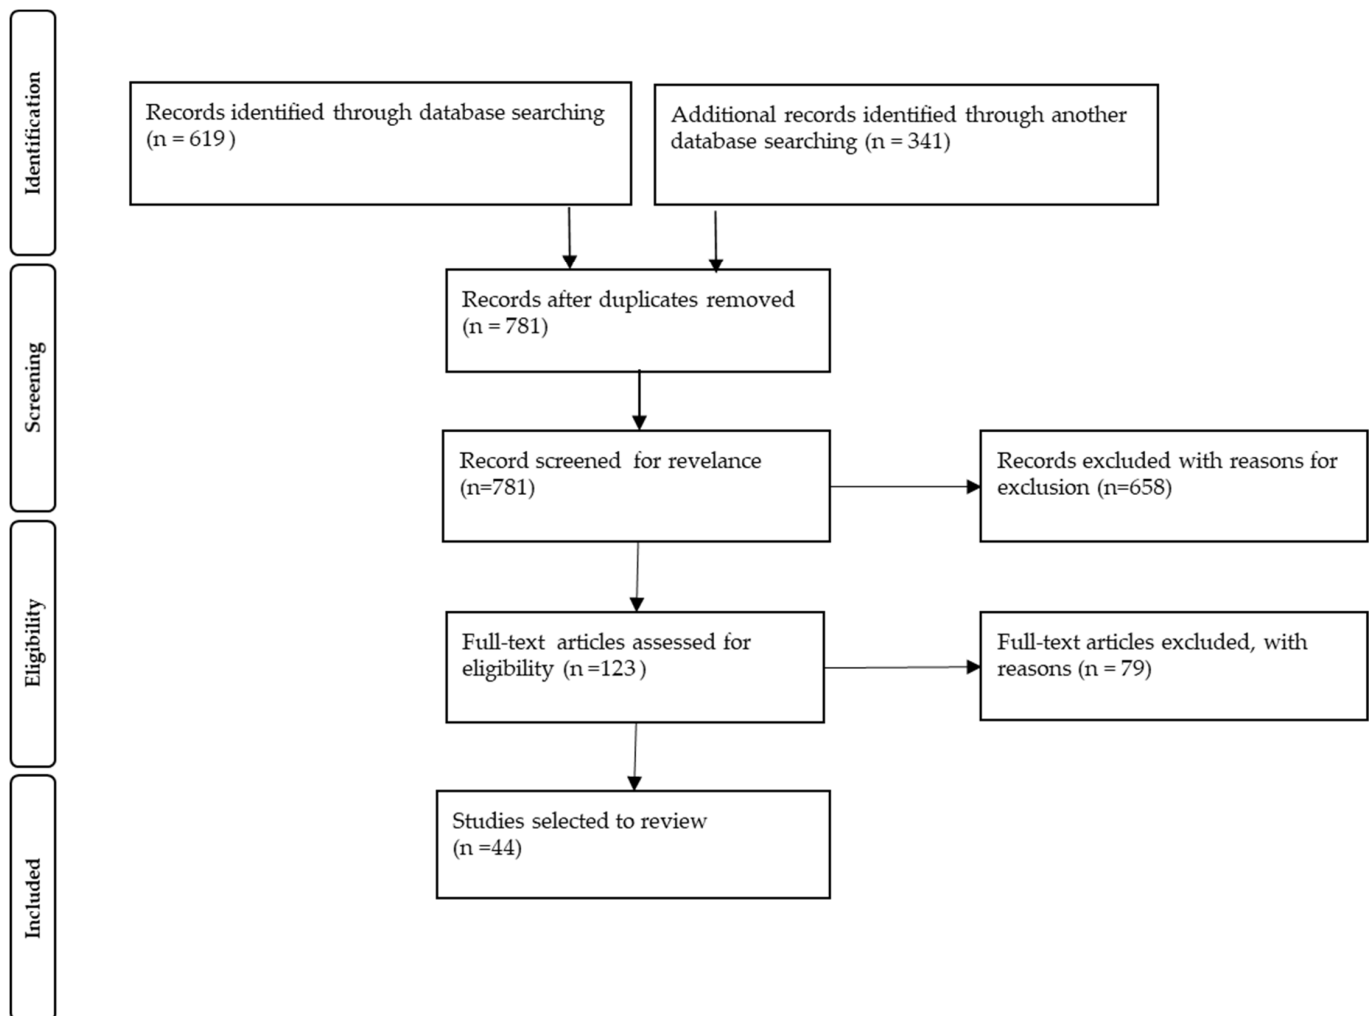 Identification
Records identified through database searching
(n = 619 )
Additional records identified through another
database searching (n = 341)
Screening
Records after duplicates removed
(n = 781)
Record screened for revelance
(n=781)
Records excluded with reasons for
exclusion (n=658)
Eligibility
Full-text articles assessed for
eligibility (n =123 )
Full-text articles excluded, with
reasons (n = 79)
Included
Studies selected to review
(n =44)